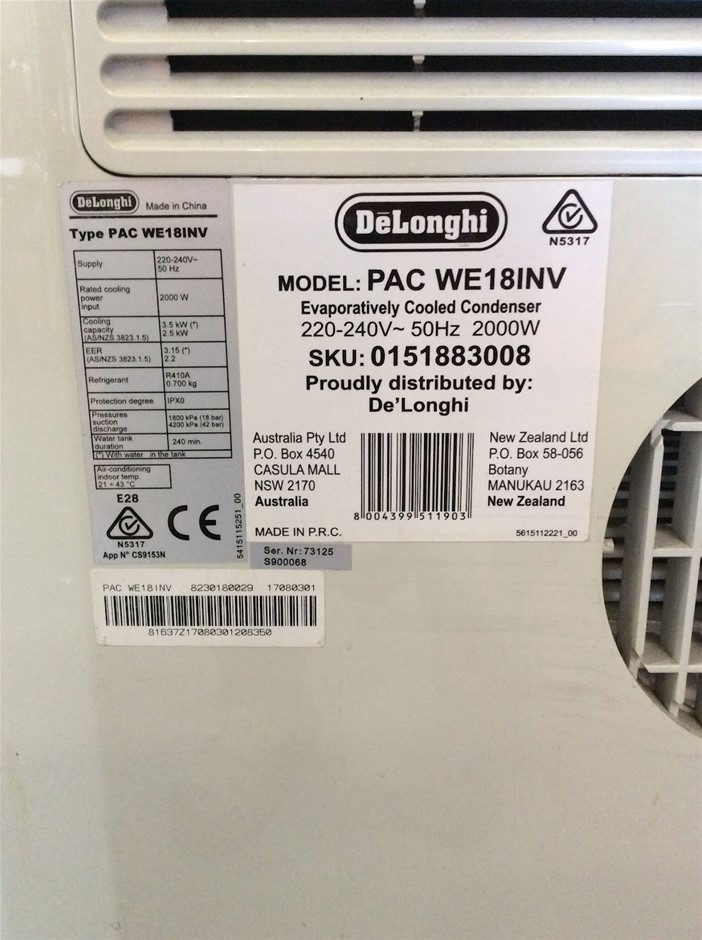 DeLonghi Made in China
Type PAC WE18INV
Supply 220-240V~ 50 Hz
Rated cooling power input 2000 W
Cooling capacity (AS/NZS 3823.1.5) 3.5 kW (*) 2.5 kW
EER (AS/NZS 3823.1.5) 3.15 (*) 2.2
Refrigerant R410A 0.700 kg
Protection degree IPX0
Pressures suction discharge 1800 kPa (18 bar) 4200 kPa (42 bar)
Water tank duration 240 min.
(*) With water in the tank
Air-conditioning
indoor temp.
21 ÷ 43 °C
E28
N5317
CE
App N° CS9153N
5415115251_00
DēLonghi
N5317
MODEL: PAC WE18INV
Evaporatively Cooled Condenser
220-240V~ 50Hz 2000W
SKU: 0151883008
Proudly distributed by:
De'Longhi
Australia Pty Ltd
P.O. Box 4540
CASULA MALL
NSW 2170
Australia
8 004399 511903
New Zealand Ltd
P.O. Box 58-056
Botany
MANUKAU 2163
New Zealand
MADE IN P.R.C.
5615112221_00
Ser. Nr: 73125
S900068
PAC WE18INV 8230180029 17080301
81637Z17080301208350